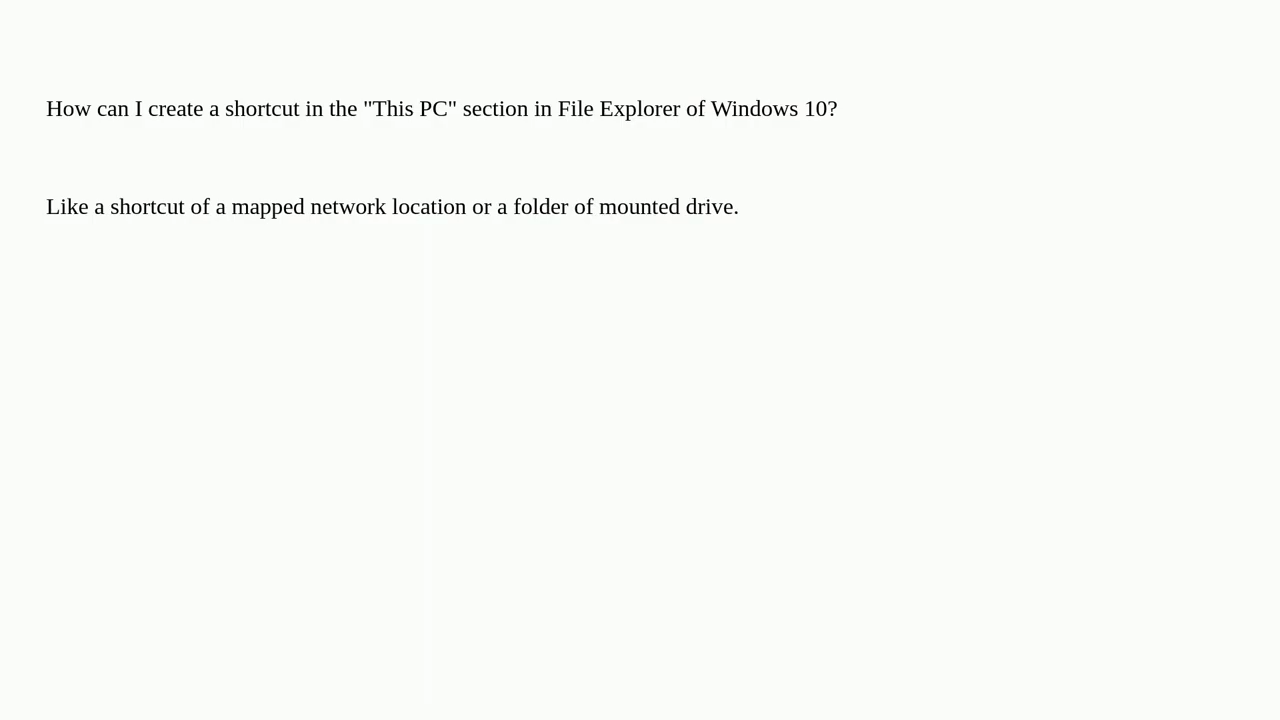 How can I create a shortcut in the "This PC" section in File Explorer of Windows 10?
Like a shortcut of a mapped network location or a folder of mounted drive.